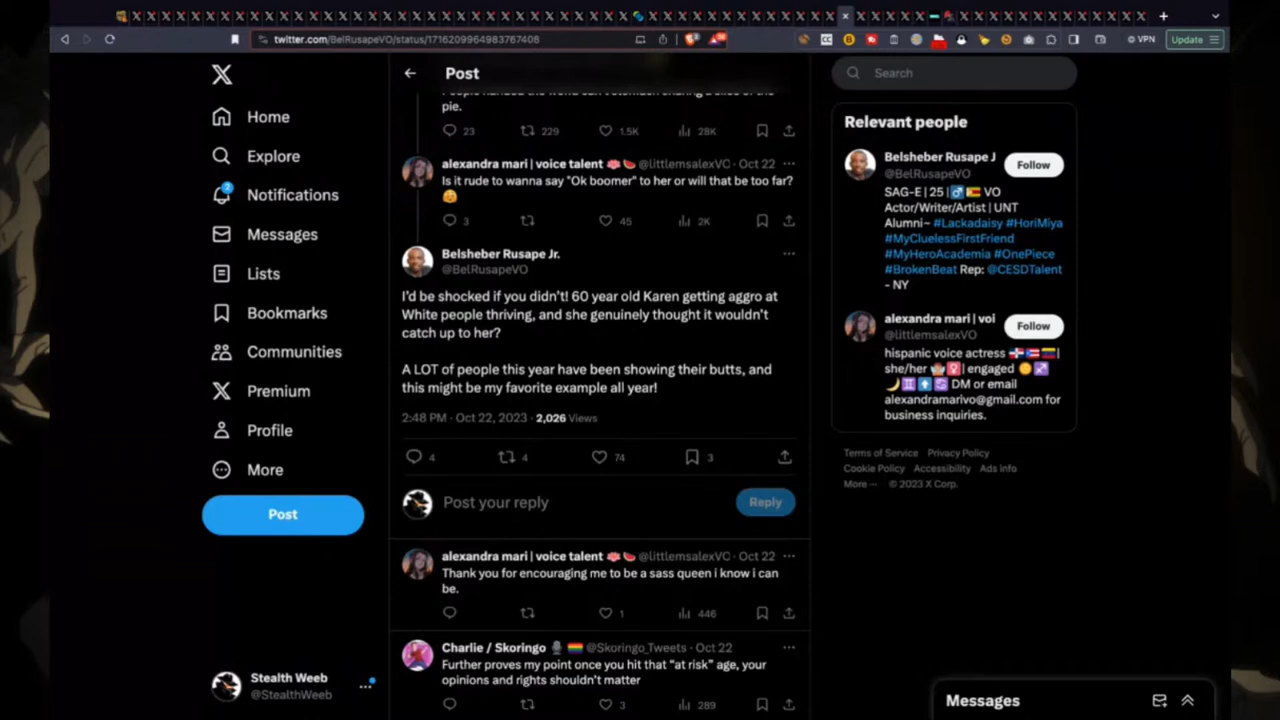 twitter.com/BelRusapeVO/status/1716209964983767408
VPN
Update
Home
Explore
2
Notifications
Messages
Lists
Bookmarks
Communities
Premium
Profile
More
Post
Stealth Weeb
@StealthWeeb
Post
pie.
23 229 1.5K 28K
alexandra mari | voice talent @littlemsalexVO · Oct 22
Is it rude to wanna say "Ok boomer" to her or will that be too far?
3 45 2K
Belsheber Rusape Jr.
@BelRusapeVO
I'd be shocked if you didn't! 60 year old Karen getting aggro at
White people thriving, and she genuinely thought it wouldn't
catch up to her?
A LOT of people this year have been showing their butts, and
this might be my favorite example all year!
2:48 PM · Oct 22, 2023 · 2,026 Views
4 4 74 3
Post your reply
Reply
alexandra mari | voice talent @littlemsalexVO · Oct 22
Thank you for encouraging me to be a sass queen i know i can
be.
1 446
Charlie / Skoringo @Skoringo_Tweets · Oct 22
Further proves my point once you hit that "at risk" age, your
opinions and rights shouldn't matter
3 289
Search
Relevant people
Belsheber Rusape J
@BelRusapeVO
Follow
SAG-E | 25 | VO
Actor/Writer/Artist | UNT
Alumni~ #Lackadaisy #HoriMiya
#MyCluelessFirstFriend
#MyHeroAcademia #OnePiece
#BrokenBeat Rep: @CESDTalent
- NY
alexandra mari | voi
@littlemsalexVO
Follow
hispanic voice actress |
she/her | engaged
DM or email
alexandramarivo@gmail.com for
business inquiries.
Terms of Service Privacy Policy
Cookie Policy Accessibility Ads info
More ··· © 2023 X Corp.
Messages